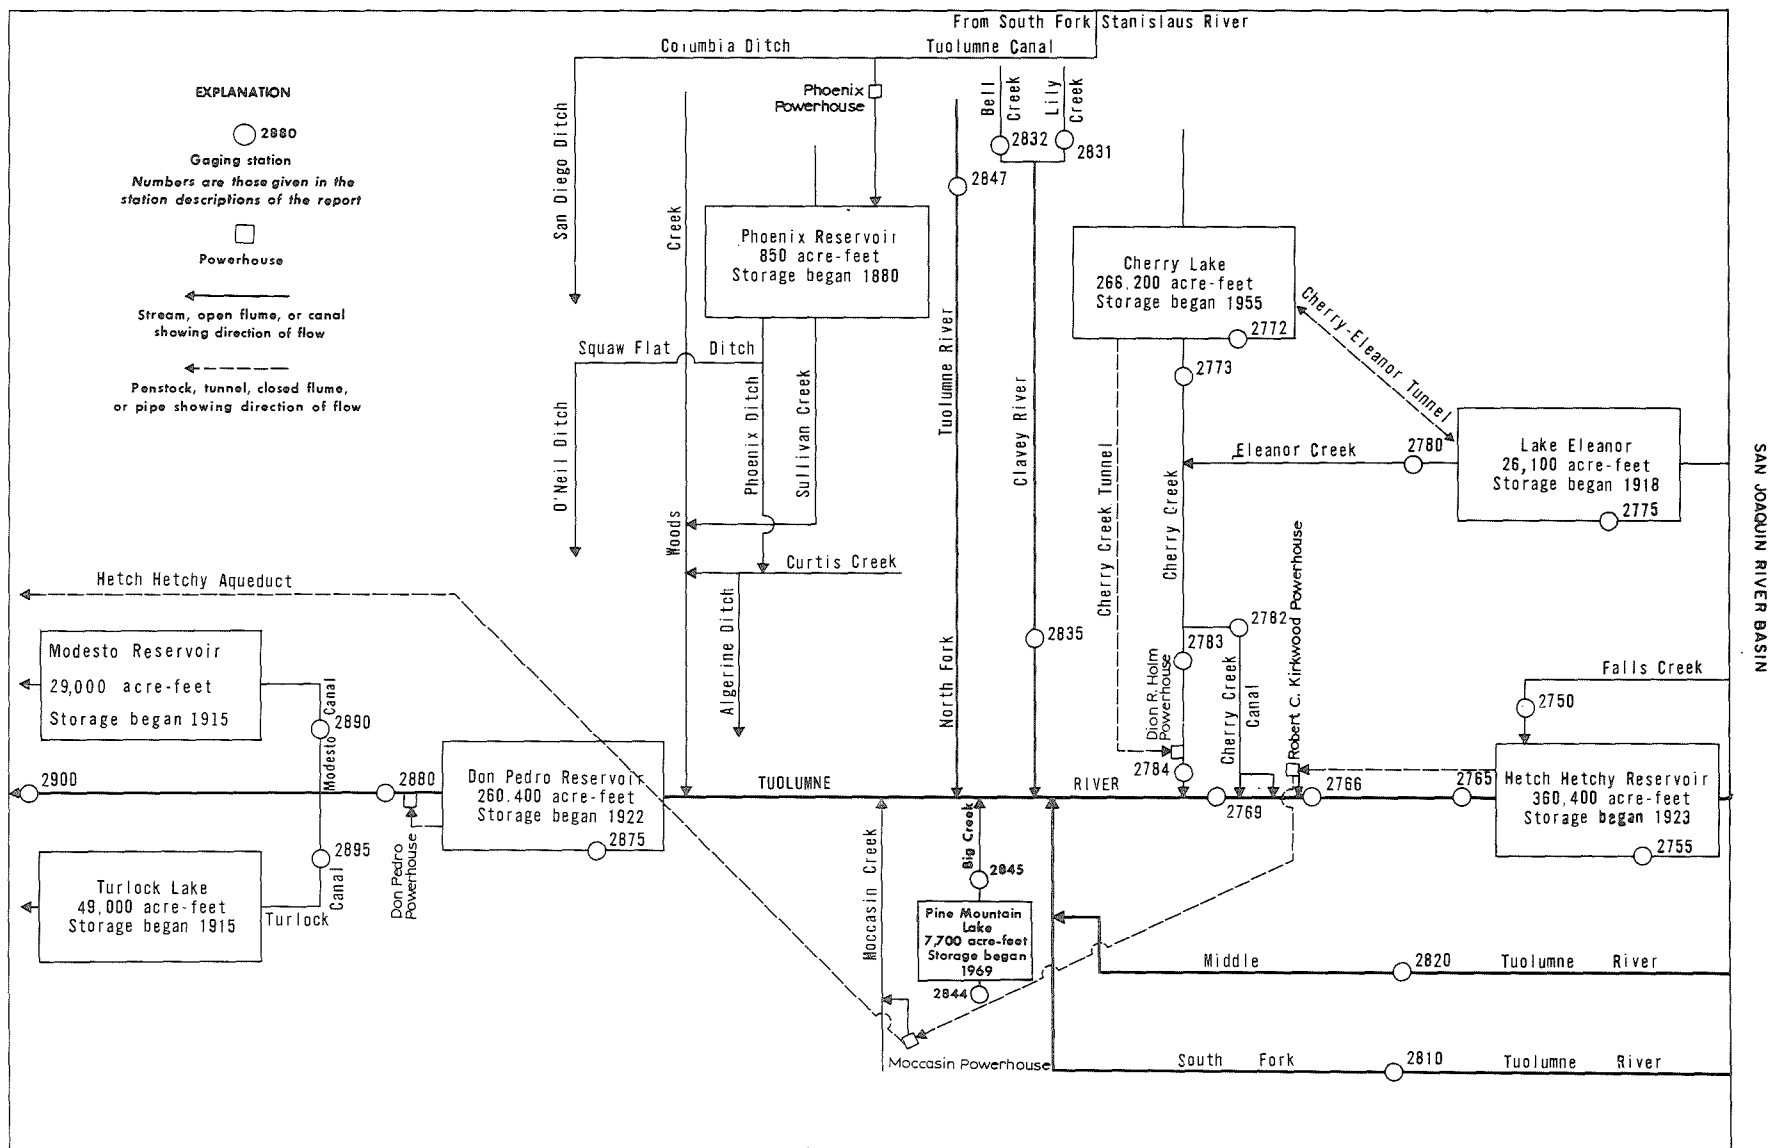 From South Fork Stanislaus River
Columbia Ditch
Tuolumne Canal
EXPLANATION
2880
Gaging station
Numbers are those given in the
station descriptions of the report
Powerhouse
Stream, open flume, or canal
showing direction of flow
Penstock, tunnel, closed flume,
or pipe showing direction of flow
San Diego Ditch
Creek
Woods
Phoenix
Powerhouse
Bell
Creek
Lily
Creek
2832
2831
2847
Phoenix Reservoir
850 acre-feet
Storage began 1880
Squaw Flat Ditch
O'Neil Ditch
Phoenix Ditch
Sullivan Creek
Curtis Creek
Algerine Ditch
Tuolumne River
North Fork
Clavey River
2835
Cherry Lake
266,200 acre-feet
Storage began 1955
2772
2773
Cherry-Eleanor Tunnel
Cherry Creek Tunnel
Cherry Creek
Eleanor Creek
2780
Lake Eleanor
26,100 acre-feet
Storage began 1918
2775
2782
2783
Cherry Creek
Canal
Dion R. Holm
Powerhouse
2784
Robert C. Kirkwood Powerhouse
Falls Creek
2750
Hetch Hetchy Reservoir
360,400 acre-feet
Storage began 1923
2755
2765
2766
2769
TUOLUMNE RIVER
Hetch Hetchy Aqueduct
Modesto Reservoir
29,000 acre-feet
Storage began 1915
Modesto Canal
2890
2900
2880
Don Pedro Reservoir
260.400 acre-feet
Storage began 1922
2875
Don Pedro
Powerhouse
2895
Turlock Lake
49,000 acre-feet
Storage began 1915
Turlock
Canal
Moccasin Creek
Big Creek
2845
Pine Mountain
Lake
7,700 acre-feet
Storage began
1969
2844
Moccasin Powerhouse
Middle
2820
Tuolumne River
South Fork
2810
Tuolumne River
SAN JOAQUIN RIVER BASIN